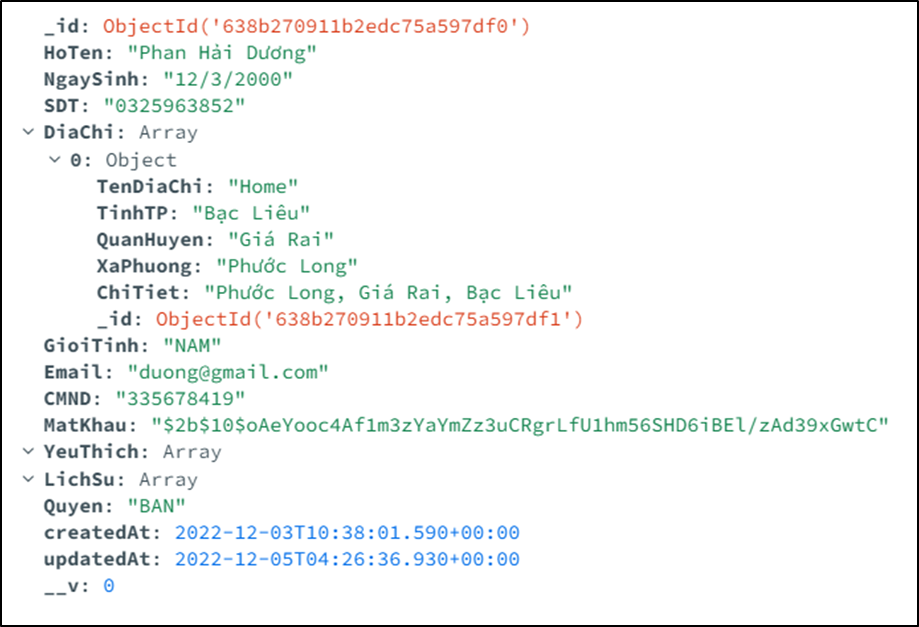 _id: ObjectId('638b270911b2edc75a597df0')
HoTen: "Phan Hải Dương"
NgaySinh: "12/3/2000"
SDT: "0325963852"
DiaChi: Array
0: Object
TenDiaChi: "Home"
TinhTP: "Bạc Liêu"
QuanHuyen: "Giá Rai"
XaPhuong: "Phước Long"
ChiTiet: "Phước Long, Giá Rai, Bạc Liêu"
_id: ObjectId('638b270911b2edc75a597df1')
GioiTinh: "NAM"
Email: "duong@gmail.com"
CMND: "335678419"
MatKhau: "$2b$10$oAeYooc4Af1m3zYaYmZz3uCRgrLfU1hm56SHD6iBEl/zAd39xGwtC"
YeuThich: Array
LichSu: Array
Quyen: "BAN"
createdAt: 2022-12-03T10:38:01.590+00:00
updatedAt: 2022-12-05T04:26:36.930+00:00
__v: 0